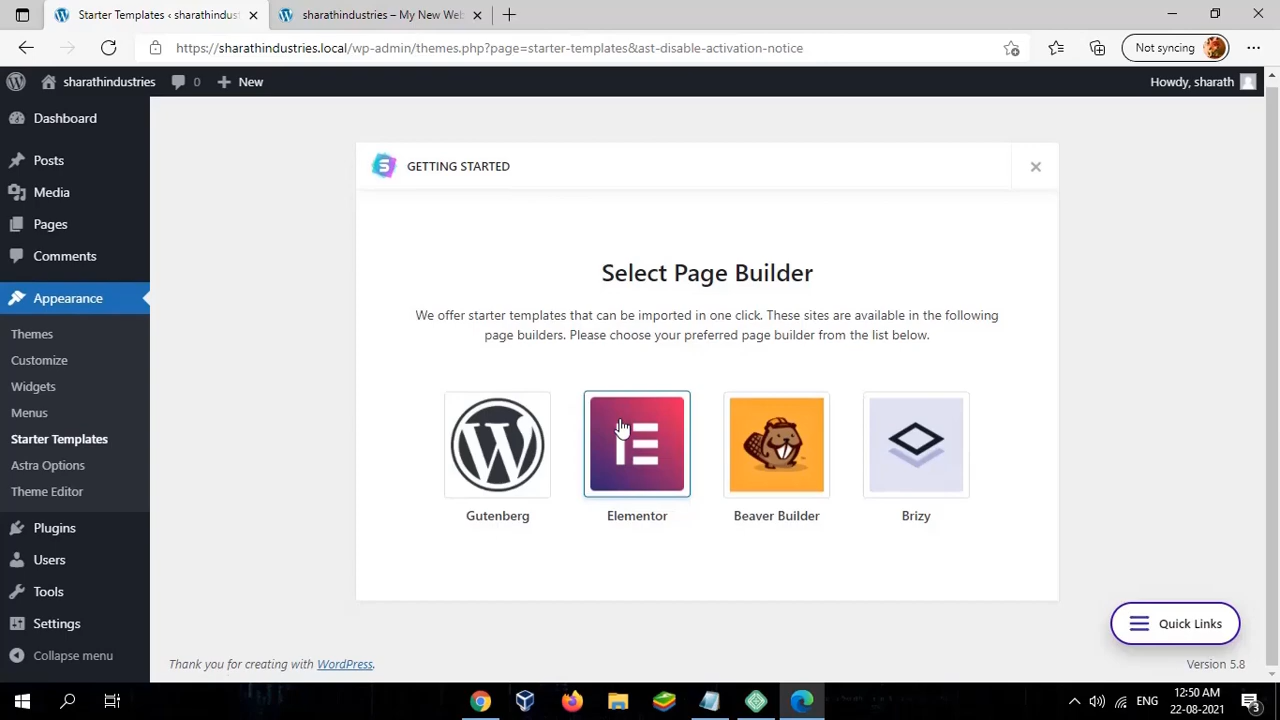 Starter Templates ‹ sharathindust
sharathindustries – My New Web
https://sharathindustries.local/wp-admin/themes.php?page=starter-templates&ast-disable-activation-notice
Not syncing
sharathindustries
0
New
Howdy, sharath
Dashboard
Posts
Media
Pages
Comments
Appearance
Themes
Customize
Widgets
Menus
Starter Templates
Astra Options
Theme Editor
Plugins
Users
Tools
Settings
Collapse menu
GETTING STARTED
Select Page Builder
We offer starter templates that can be imported in one click. These sites are available in the following
page builders. Please choose your preferred page builder from the list below.
Gutenberg
Elementor
Beaver Builder
Brizy
Quick Links
Thank you for creating with WordPress.
Version 5.8
ENG
12:50 AM
22-08-2021
3